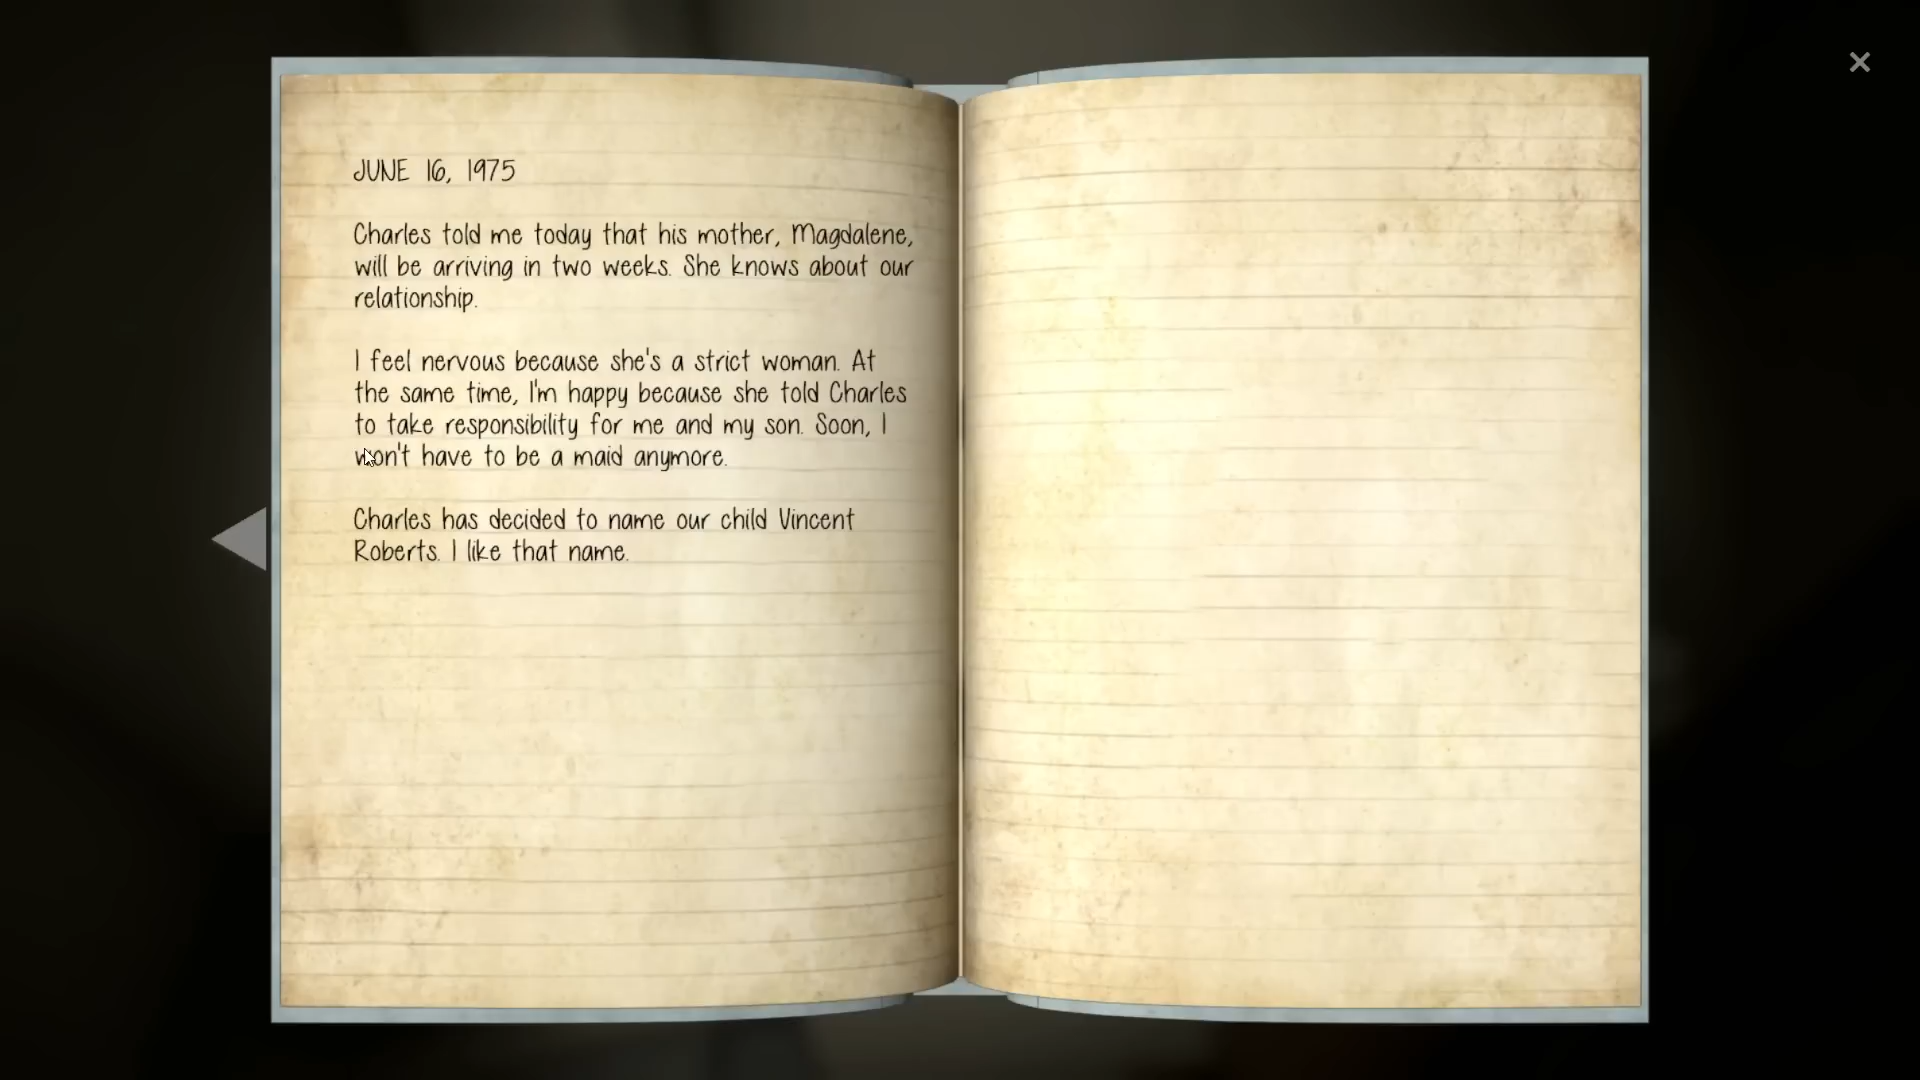 JUNE 16, 1975
Charles told me today that his mother, Magdalene,
will be arriving in two weeks. She knows about our
relationship.
I feel nervous because she's a strict woman. At
the same time, I'm happy because she told Charles
to take responsibility for me and my son. Soon, I
won't have to be a maid anymore.
Charles has decided to name our child Vincent
Roberts. I like that name.